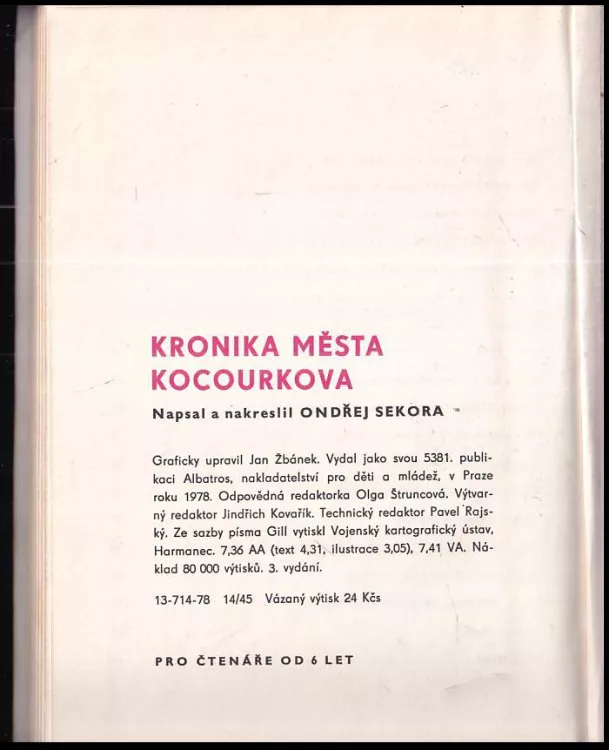 KRONIKA MĚSTA
KOCOURKOVA
Napsal a nakreslil ONDŘEJ SEKORA
Graficky upravil Jan Žbánek. Vydal jako svou 5381. publi-
kaci Albatros, nakladatelství pro děti a mládež, v Praze
roku 1978. Odpovědná redaktorka Olga Štruncová. Výtvar-
ný redaktor Jindřich Kovařík. Technický redaktor Pavel Rajs-
ký. Ze sazby písma Gill vytiskl Vojenský kartografický ústav,
Harmanec. 7,36 AA (text 4,31, ilustrace 3,05), 7,41 VA. Ná-
klad 80 000 výtisků. 3. vydání.
13-714-78 14/45 Vázaný výtisk 24 Kčs
PRO ČTENÁŘE OD 6 LET